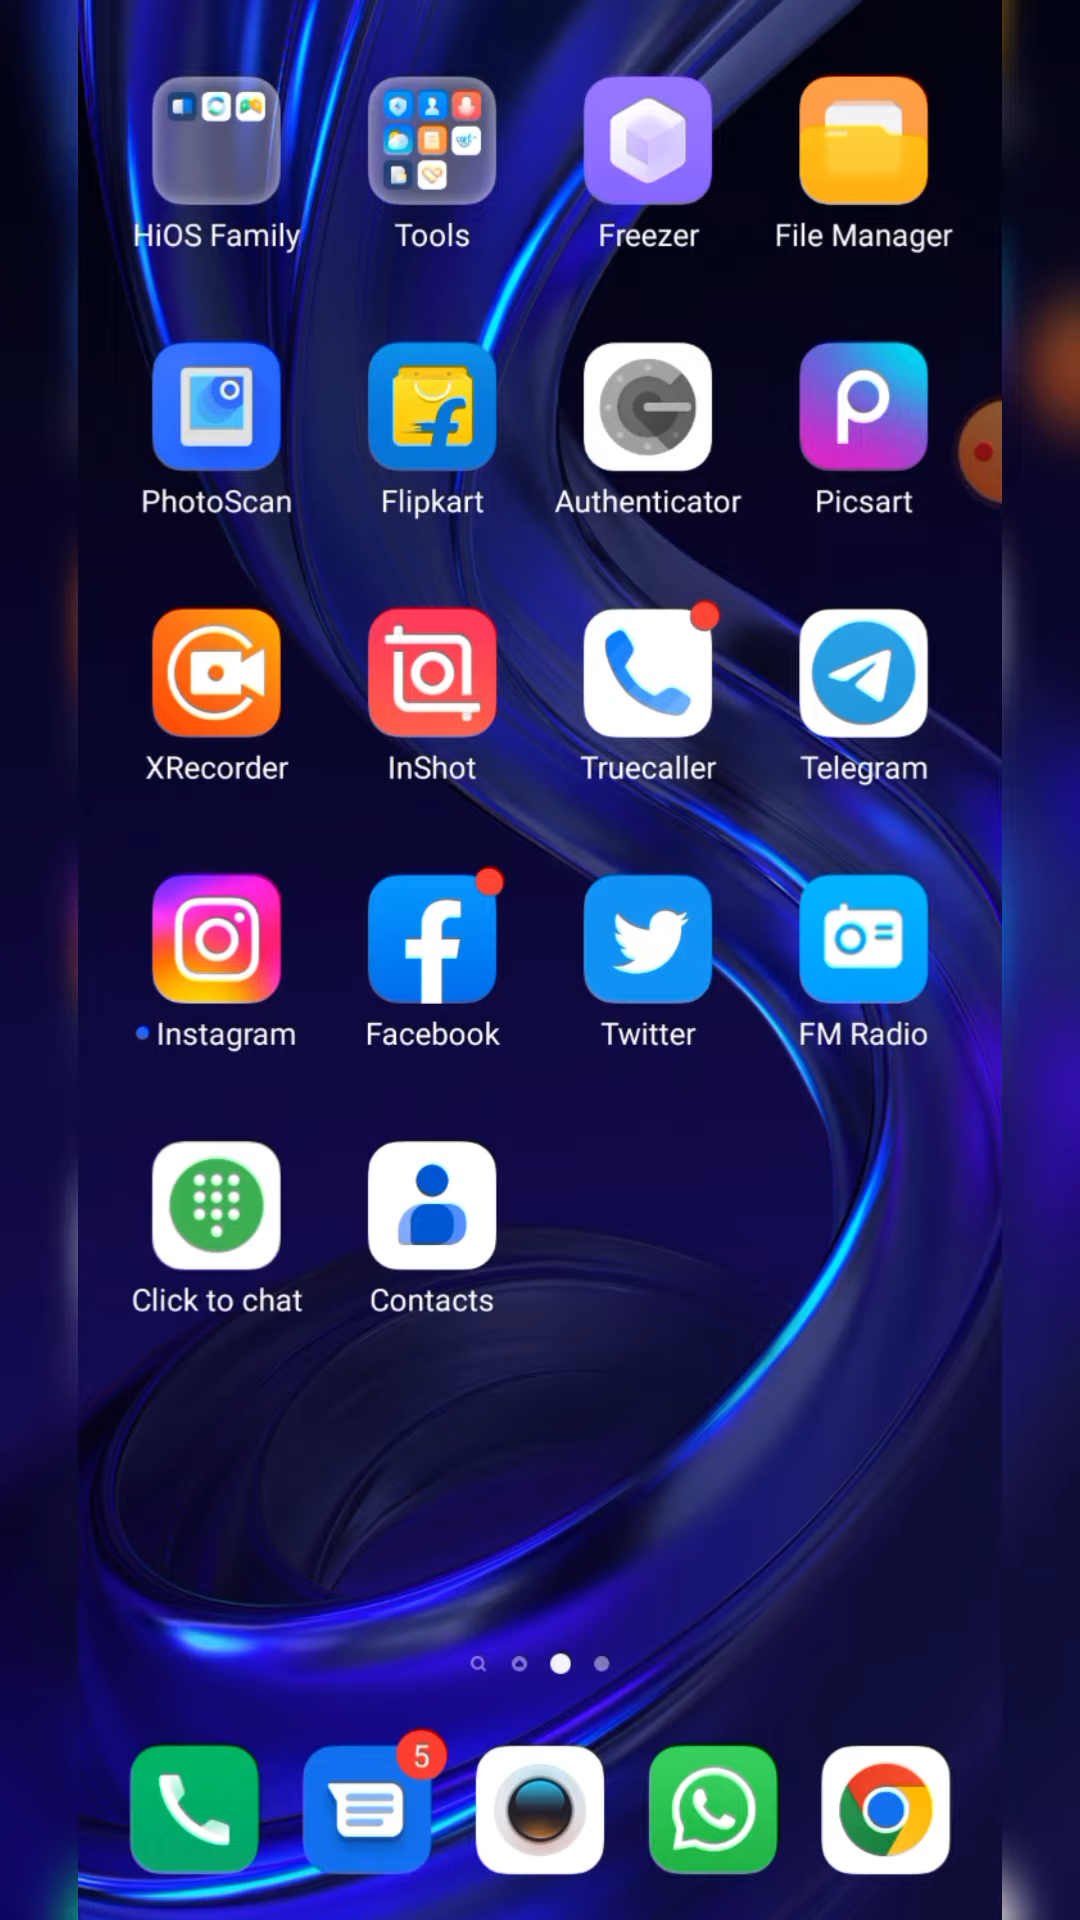 HiOS Family Tools Freezer File Manager
PhotoScan Flipkart Authenticator Picsart
XRecorder InShot Truecaller Telegram
Instagram Facebook Twitter FM Radio
Click to chat Contacts
5